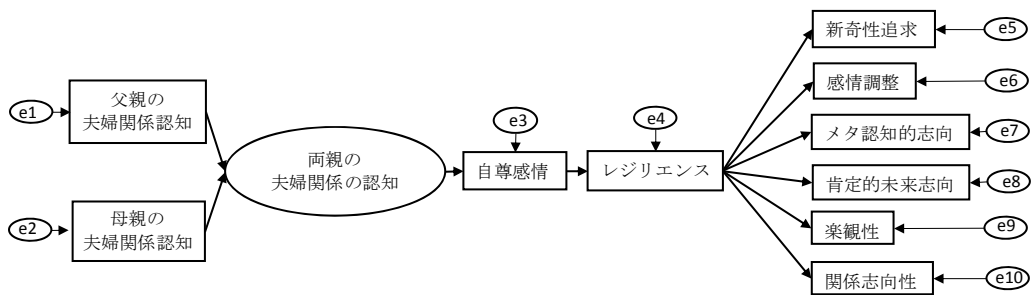 新奇性追求
e5
感情調整
e6
父親の
夫婦関係認知
e1
e3
e4
メタ認知的志向
e7
両親の
夫婦関係の認知
自尊感情
レジリエンス
肯定的未来志向
e8
母親の
夫婦関係認知
e2
楽観性
e9
関係志向性
e10